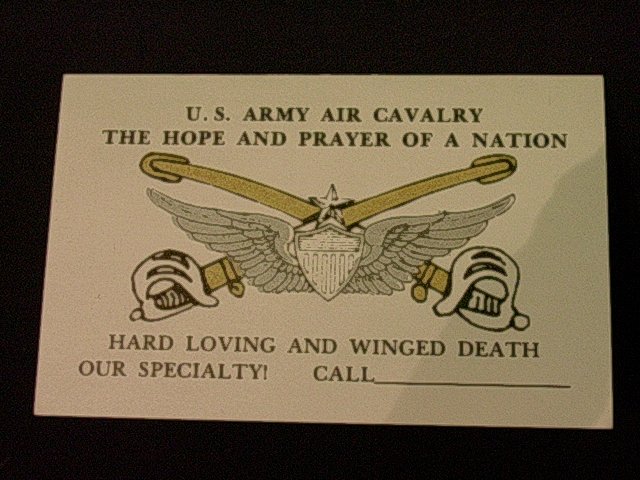 U. S. ARMY AIR CAVALRY
THE HOPE AND PRAYER OF A NATION
HARD LOVING AND WINGED DEATH
OUR SPECIALTY! CALL